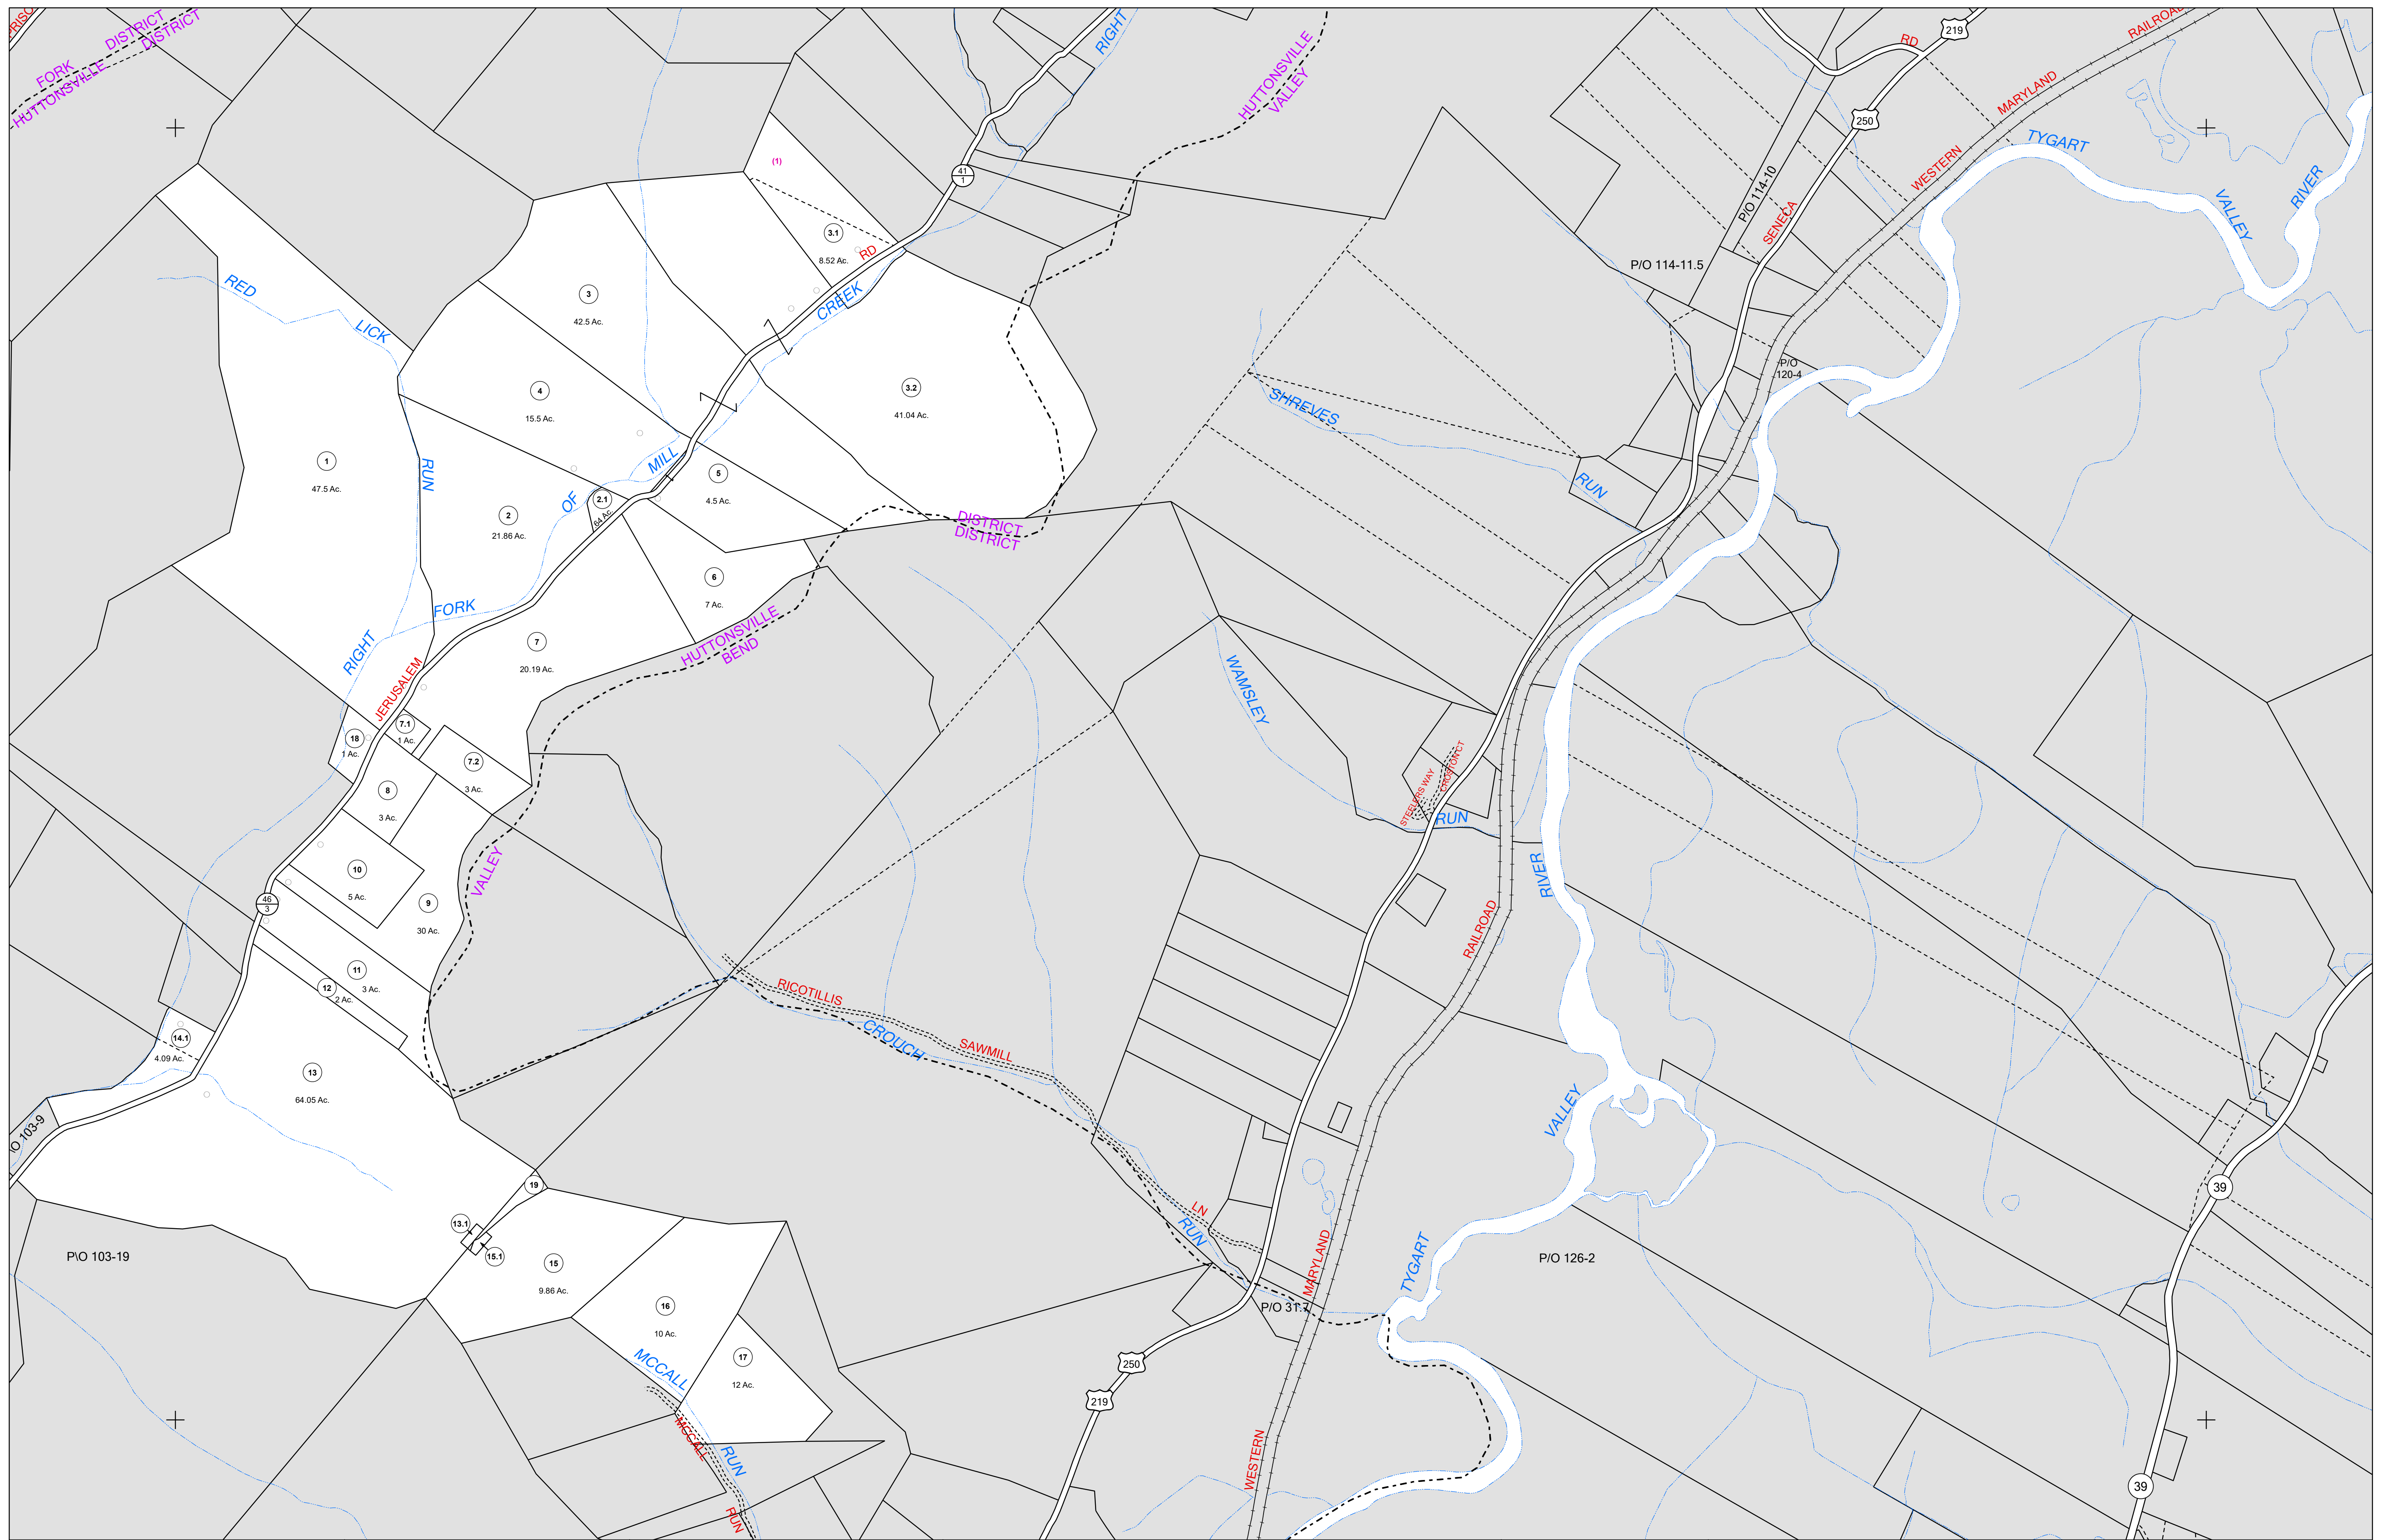 DISTRICT
DISTRICT
FORK
HUTTONSVILLE
RIGHT
HUTTONSVILLE
VALLEY
219
RD
RAILROAD
250
MARYLAND
TYGART
WESTERN
VALLEY
RIVER
P/O 114-10
SENECA
P/O 114-11.5
P/O
120-4
(1)
41
1
3.1
8.52 Ac.
RD
CREEK
RED
LICK
RUN
3
42.5 Ac.
4
15.5 Ac.
3.2
41.04 Ac.
SHREVES
RUN
1
47.5 Ac.
MILL
OF
5
4.5 Ac.
2.1
.64 Ac.
2
21.86 Ac.
DISTRICT
DISTRICT
6
7 Ac.
FORK
RIGHT
HUTTONSVILLE
BEND
7
20.19 Ac.
JERUSALEM
WAMSLEY
RUN
7.1
1 Ac.
18
1 Ac.
7.2
3 Ac.
8
3 Ac.
STEELERS WAY
CROSTON CT
VALLEY
10
5 Ac.
9
30 Ac.
46
3
RIVER
RAILROAD
11
3 Ac.
12
2 Ac.
RICOTILLIS
SAWMILL
LN
CROUCH
RUN
14.1
4.09 Ac.
13
64.05 Ac.
VALLEY
103-9
19
39
13.1
15.1
P\O 103-19
15
9.86 Ac.
TYGART
MARYLAND
P/O 126-2
16
10 Ac.
P/O 31.7
17
12 Ac.
MCCALL
RUN
250
219
MCCALL
RUN
WESTERN
39